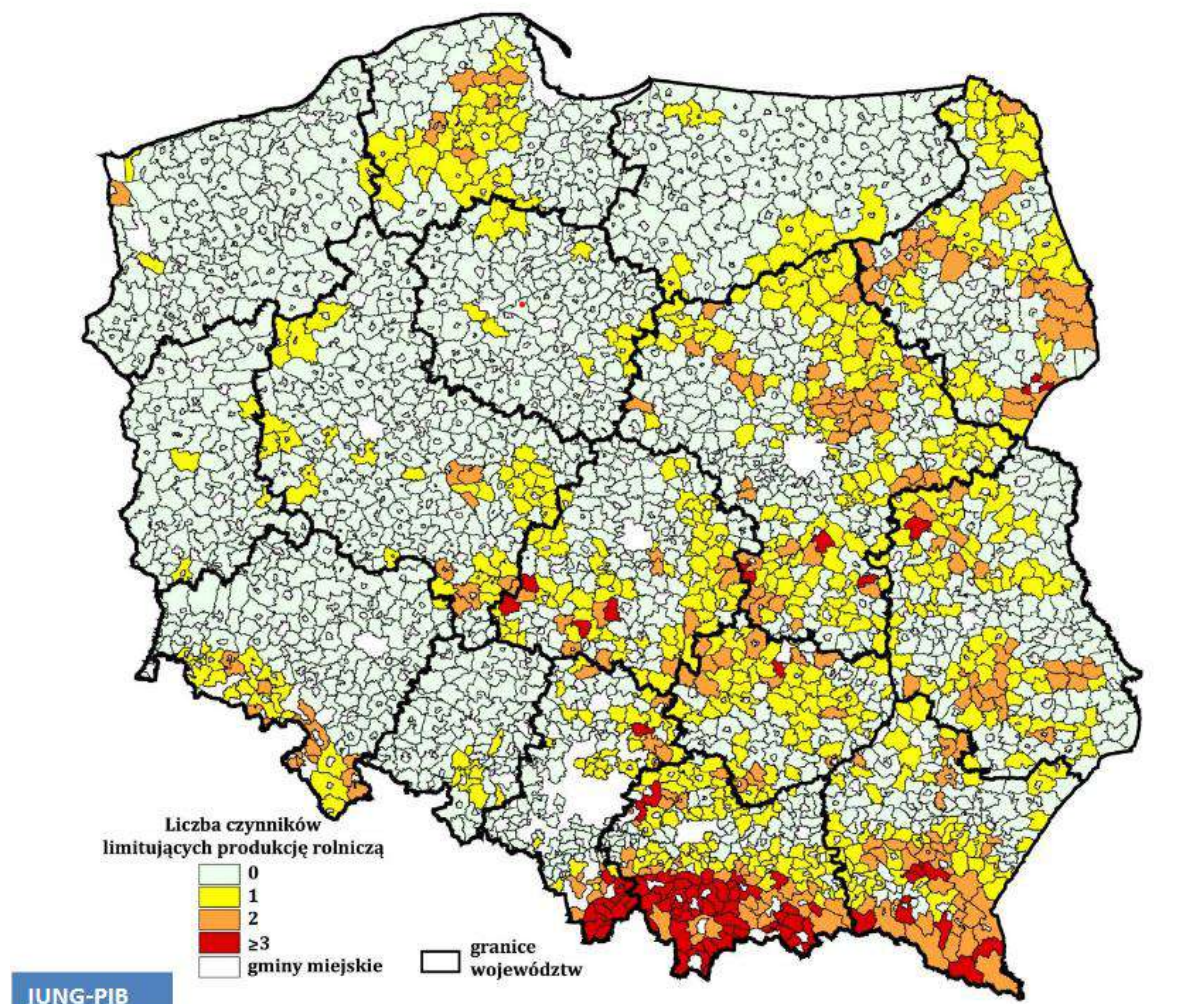 Liczba czynników
limitujących produkcję rolniczą
0
1
2
≥3
gminy miejskie
granice
województw
IUNG-PIB